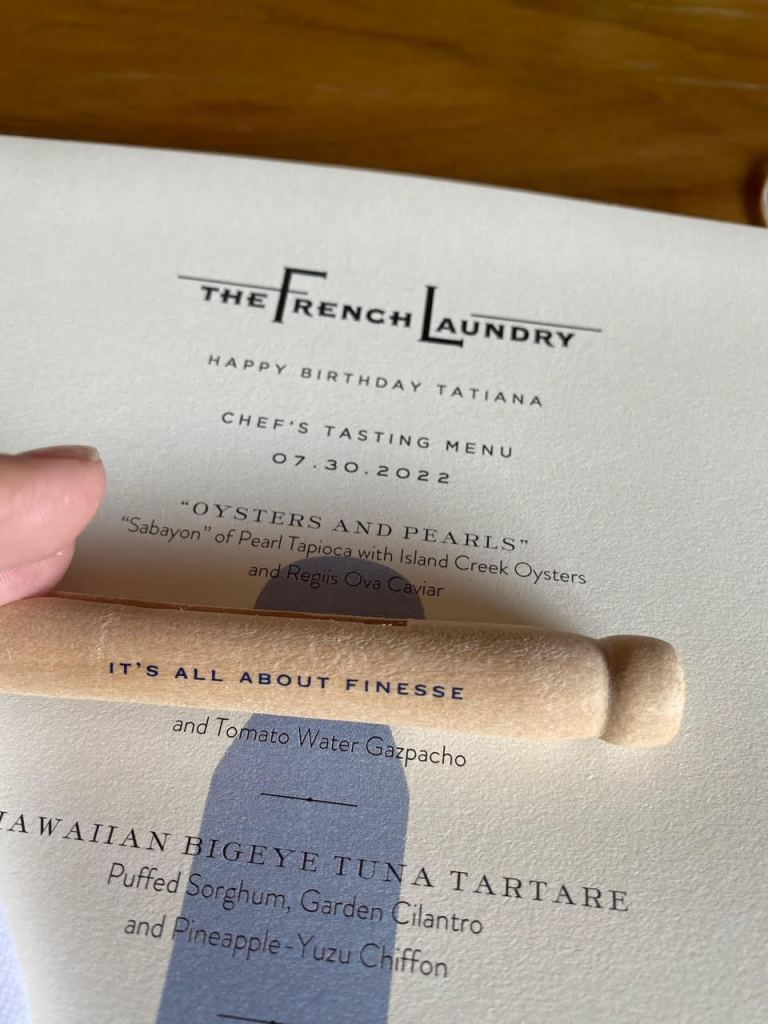 THE FRENCH LAUNDRY
HAPPY BIRTHDAY TATIANA
CHEF'S TASTING MENU
07.30.2022
"OYSTERS AND PEARLS"
"Sabayon" of Pearl Tapioca with Island Creek Oysters
and Regiis Ova Caviar
IT'S ALL ABOUT FINESSE
and Tomato Water Gazpacho
HAWAIIAN BIGEYE TUNA TARTARE
Puffed Sorghum, Garden Cilantro
and Pineapple-Yuzu Chiffon